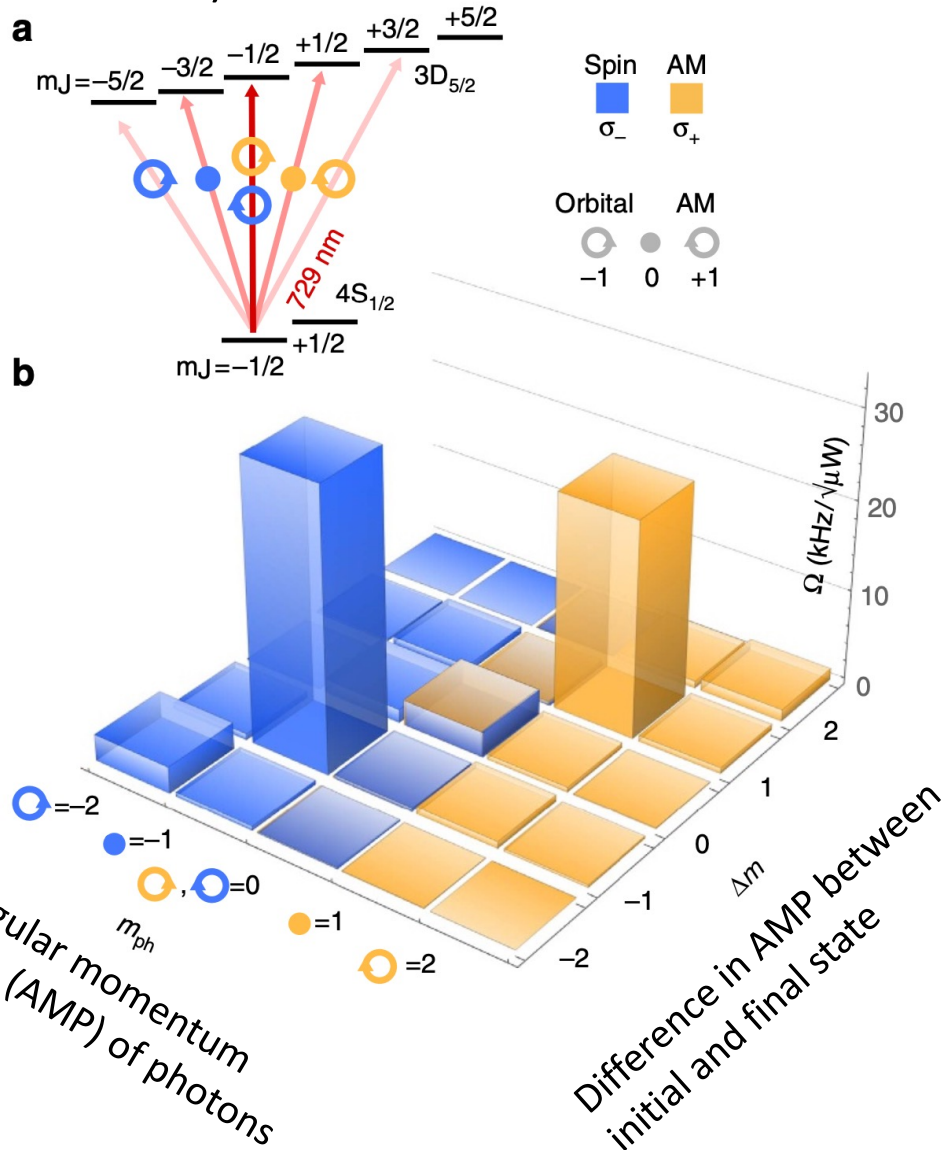 a
mJ=–5/2
–3/2
–1/2
+1/2
+3/2
+5/2
3D5/2
Spin AM
σ– σ+
Orbital AM
–1 0 +1
729 nm
4S1/2
+1/2
mJ=–1/2
b
30
20
10
0
Ω (kHz/√μW)
2
1
0
–1
–2
Δm
=–2
=–1
, =0
=1
=2
mph
gular momentum
(AMP) of photons
Difference in AMP between
initial and final state